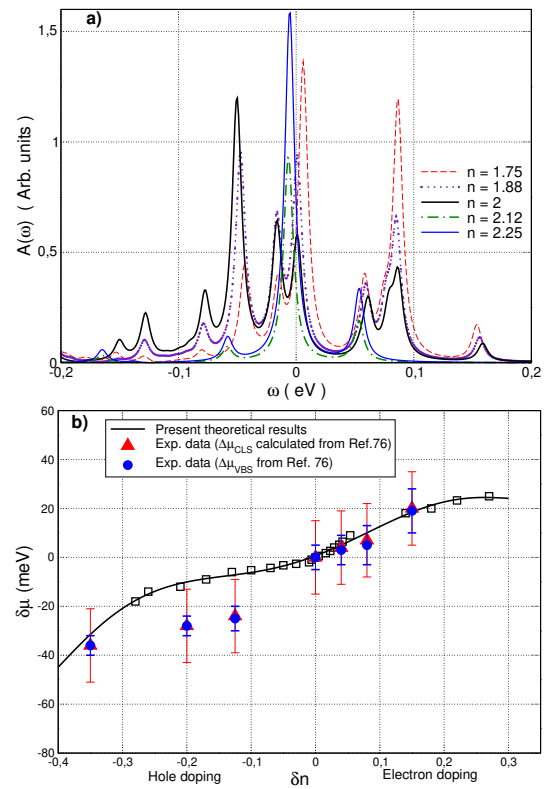 a)
1,5
1
0,5
0
-0,2
-0,1
0
0,1
0,2
A(ω) ( Arb. units )
ω ( eV )
n = 1.75
n = 1.88
n = 2
n = 2.12
n = 2.25
b)
Present theoretical results
Exp. data (ΔμCLS calculated from Ref.76)
Exp. data (ΔμVBS from Ref. 76)
60
40
20
0
-20
-40
-60
-80
δμ (meV)
-0,4
-0,3
-0,2
-0,1
0
0,1
0,2
0,3
Hole doping
δn
Electron doping